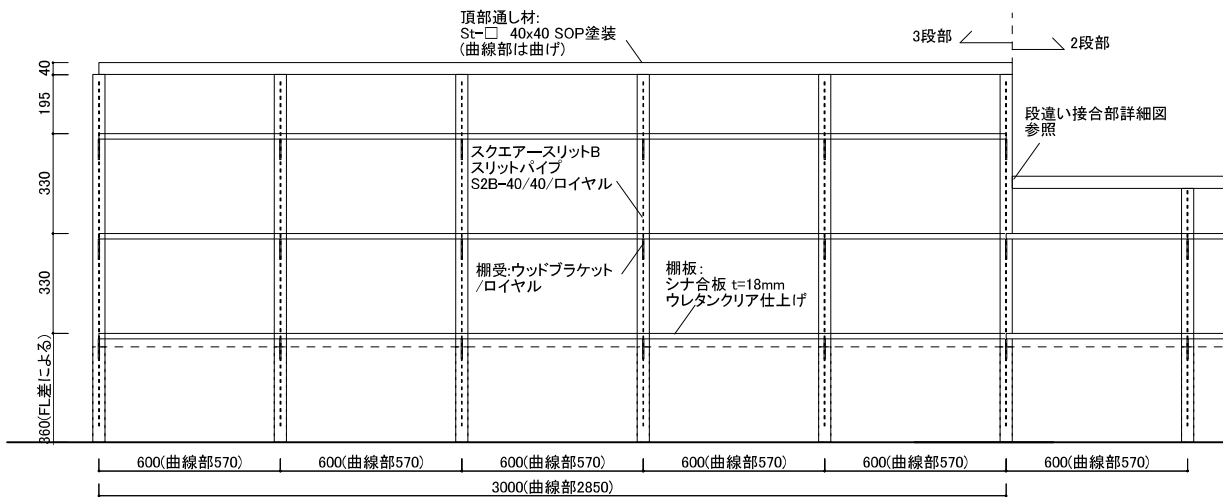 頂部通し材:
St-□ 40x40 SOP塗装
(曲線部は曲げ)
3段部
2段部
40
195
330
330
360(FL差による)
段違い接合部詳細図
参照
スクエアースリットB
スリットパイプ
S2B-40/40/ロイヤル
棚受:ウッドブラケット
/ロイヤル
棚板:
シナ合板 t=18mm
ウレタンクリア仕上げ
600(曲線部570)
600(曲線部570)
600(曲線部570)
600(曲線部570)
600(曲線部570)
600(曲線部570)
3000(曲線部2850)